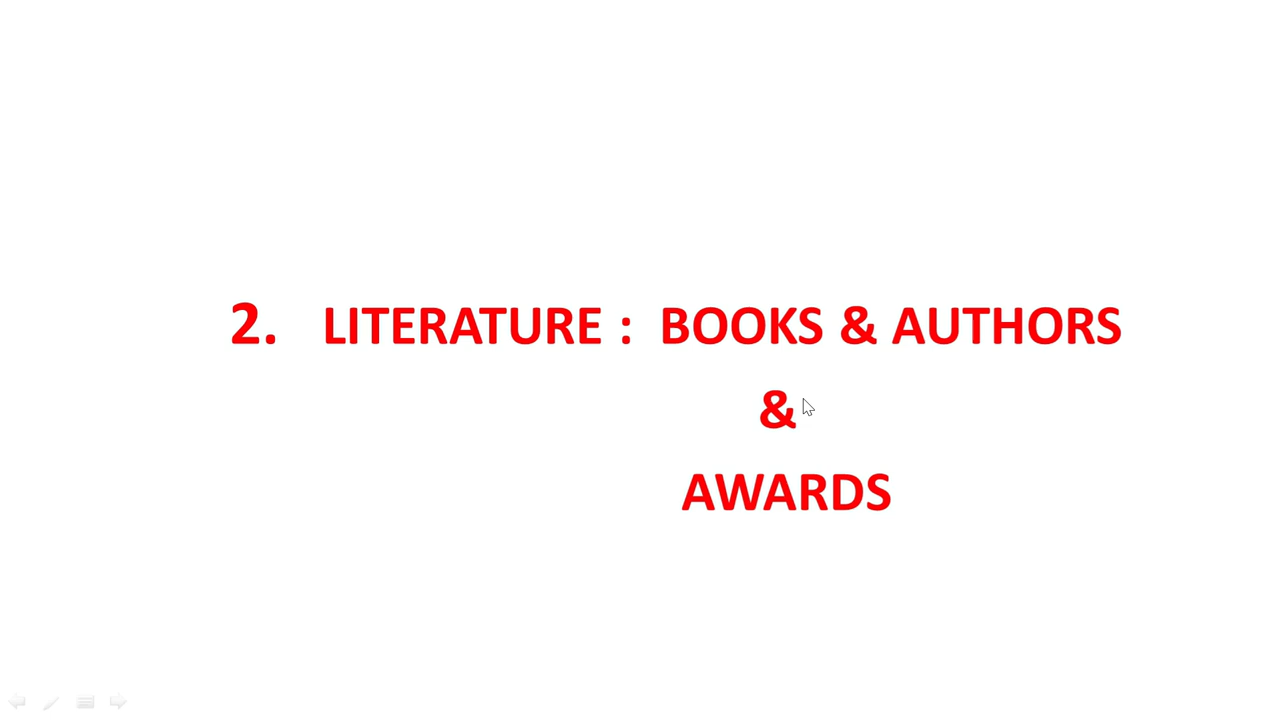 2. LITERATURE : BOOKS & AUTHORS
&
AWARDS